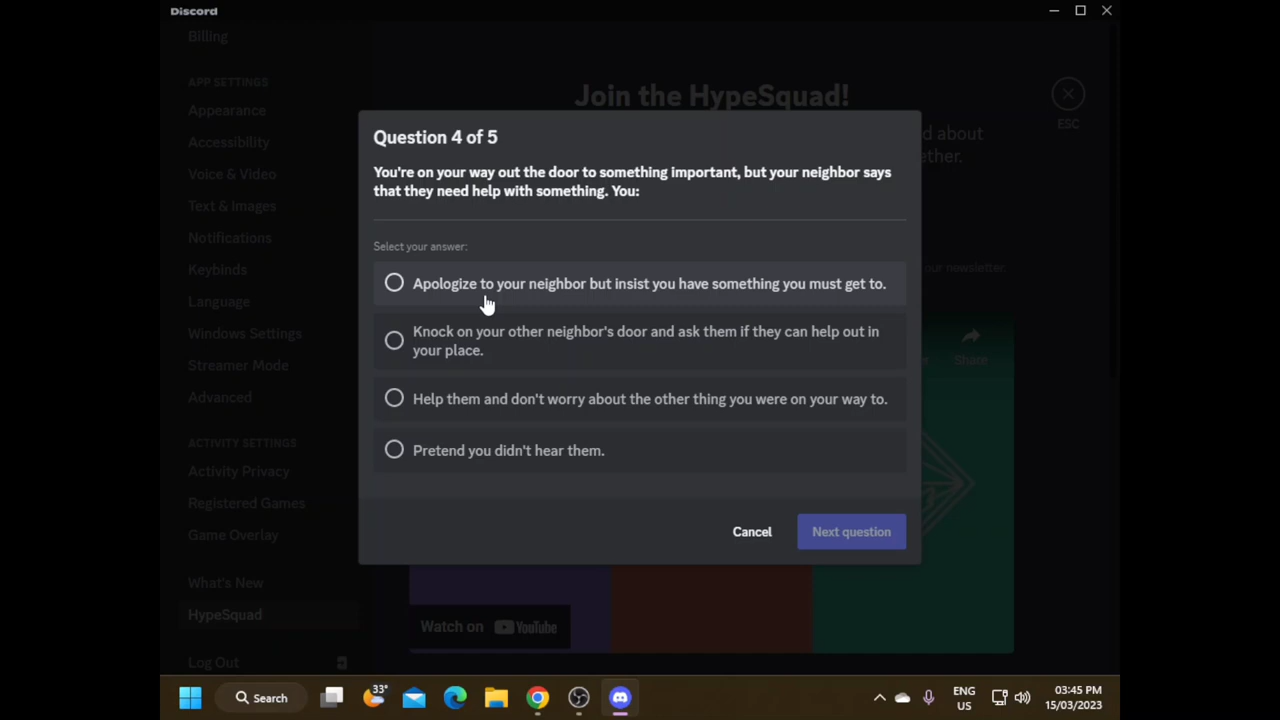 Discord
Billing
APP SETTINGS
Appearance
Accessibility
Voice & Video
Text & Images
Notifications
Keybinds
Language
Windows Settings
Streamer Mode
Advanced
ACTIVITY SETTINGS
Activity Privacy
Registered Games
Game Overlay
What's New
HypeSquad
Log Out
Join the HypeSquad!
d about
ether.
ESC
our newsletter.
Share
Question 4 of 5
You're on your way out the door to something important, but your neighbor says
that they need help with something. You:
Select your answer:
Apologize to your neighbor but insist you have something you must get to.
Knock on your other neighbor's door and ask them if they can help out in
your place.
Help them and don't worry about the other thing you were on your way to.
Pretend you didn't hear them.
Cancel
Next question
Watch on YouTube
Search
33°
ENG
US
03:45 PM
15/03/2023